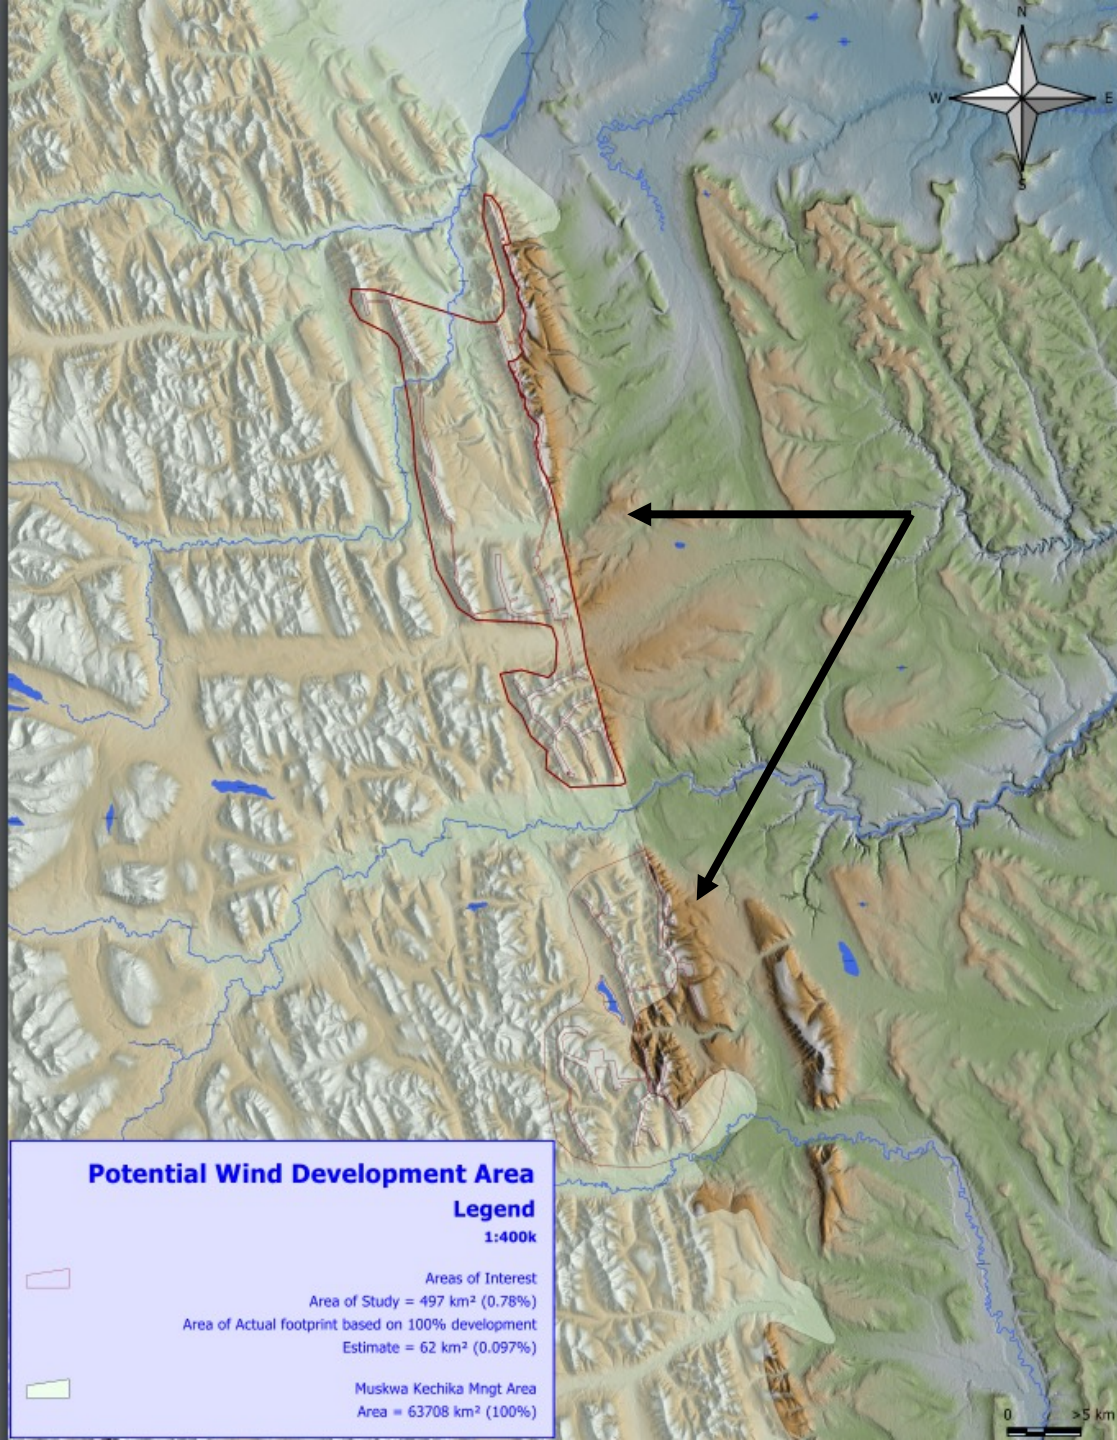 N
W
E
S
Potential Wind Development Area
Legend
1:400k
Areas of Interest
Area of Study = 497 km² (0.78%)
Area of Actual footprint based on 100% development
Estimate = 62 km² (0.097%)
Muskwa Kechika Mngt Area
Area = 63708 km² (100%)
0 >5 km